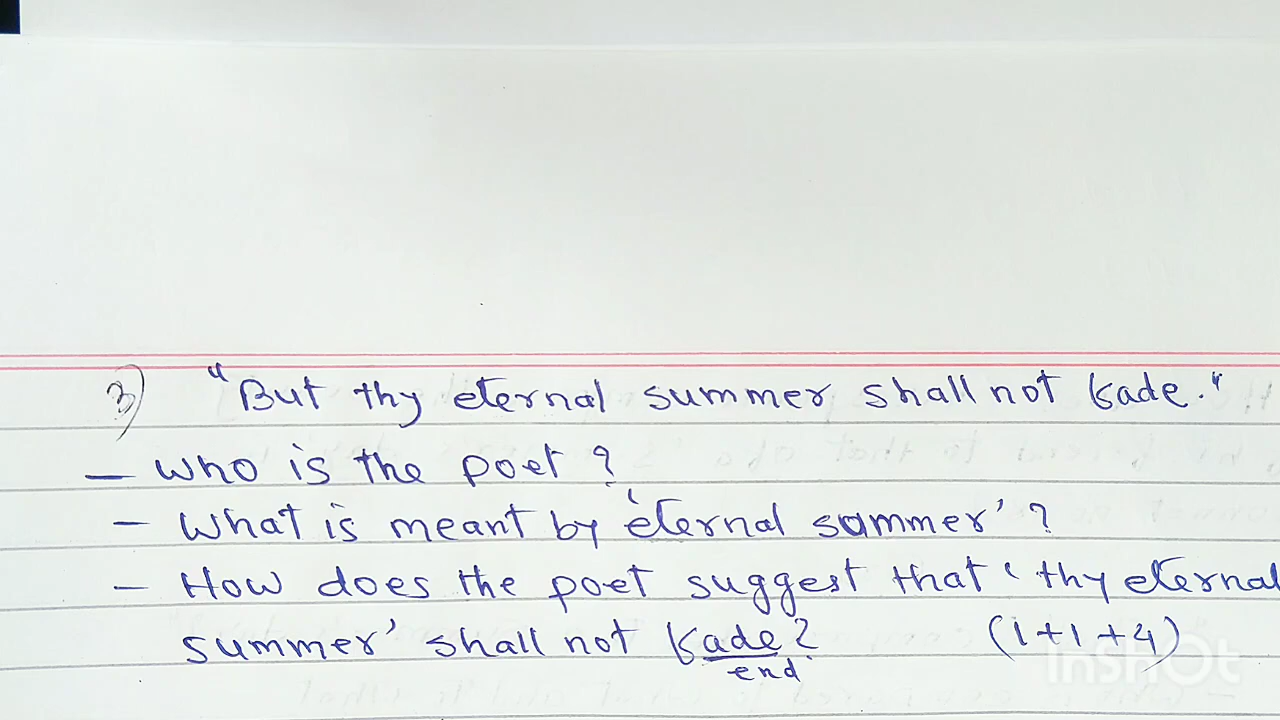 3) "But thy eternal summer shall not fade."
- Who is the poet?
- What is meant by 'eternal summer'?
- How does the poet suggest that 'thy eternal
summer' shall not fade? (1+1+4)
end
InShot